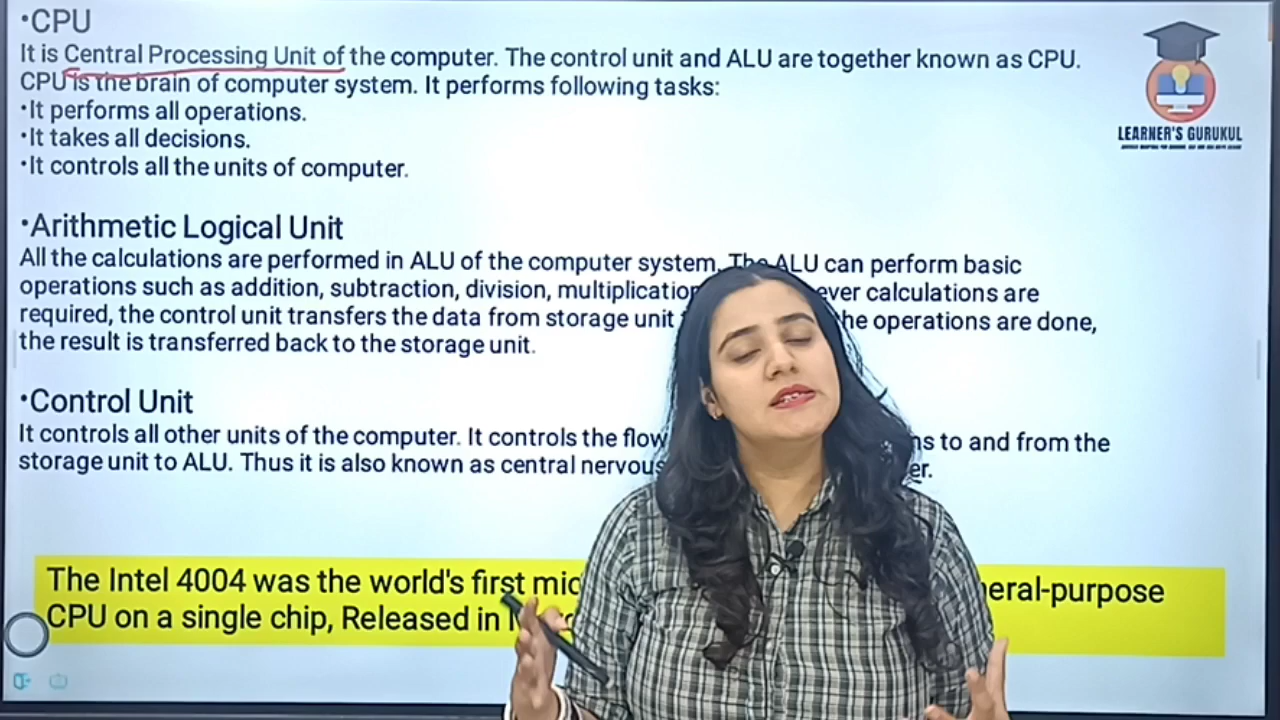 •CPU
It is Central Processing Unit of the computer. The control unit and ALU are together known as CPU.
CPU is the brain of computer system. It performs following tasks:
•It performs all operations.
•It takes all decisions.
•It controls all the units of computer.
LEARNER'S GURUKUL
•Arithmetic Logical Unit
All the calculations are performed in ALU of the computer system. The ALU can perform basic
operations such as addition, subtraction, division, multiplication ever calculations are
required, the control unit transfers the data from storage unit the operations are done,
the result is transferred back to the storage unit.
•Control Unit
It controls all other units of the computer. It controls the flow to and from the
storage unit to ALU. Thus it is also known as central nervous
The Intel 4004 was the world's first general-purpose
CPU on a single chip, Released in